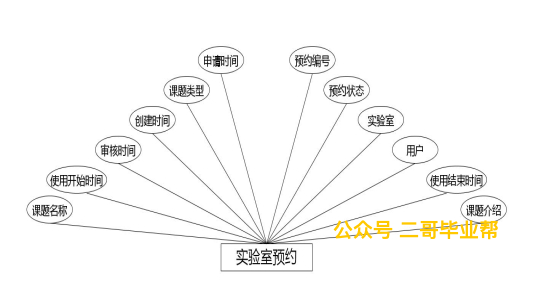 申请时间 预约编号
课题类型 预约状态
创建时间 实验室
审核时间 用户
使用开始时间 使用结束时间
课题名称 课题介绍
公众号 二哥毕业帮
实验室预约